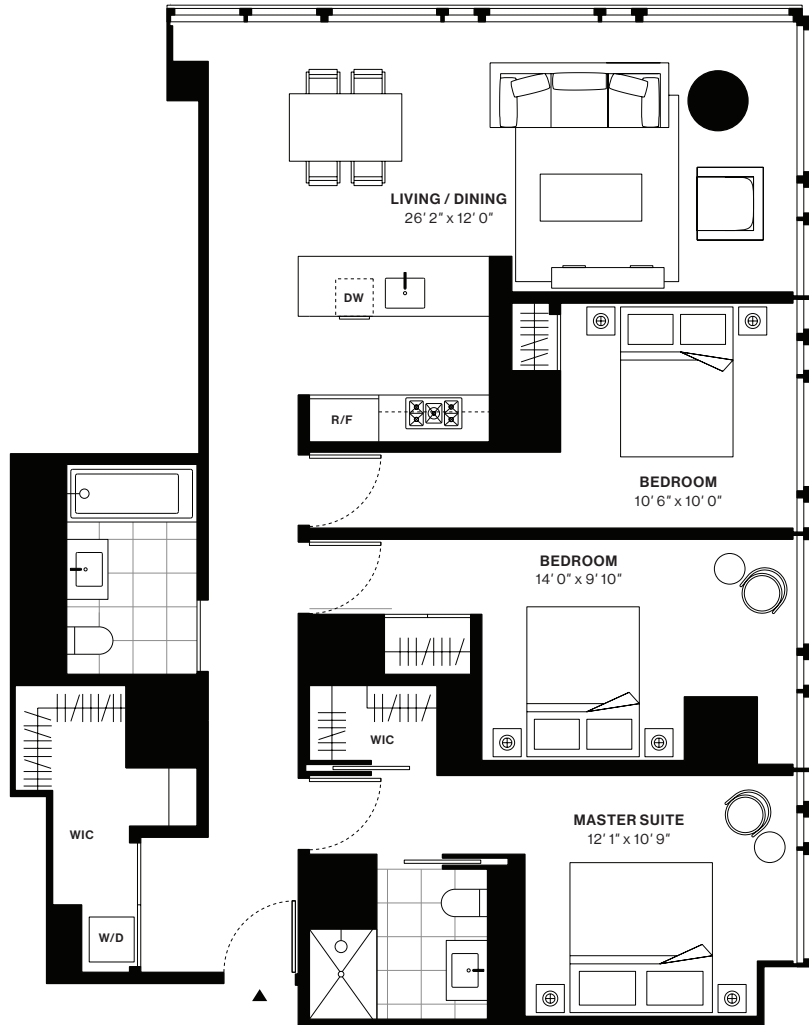 LIVING / DINING
26' 2" x 12' 0"
DW
R/F
BEDROOM
10' 6" x 10' 0"
BEDROOM
14' 0" x 9' 10"
WIC
WIC
MASTER SUITE
12' 1" x 10' 9"
W/D